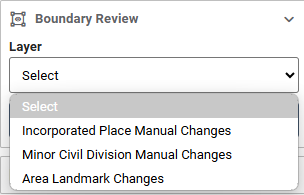 Boundary Review
Layer
Select
Select
Incorporated Place Manual Changes
Minor Civil Division Manual Changes
Area Landmark Changes